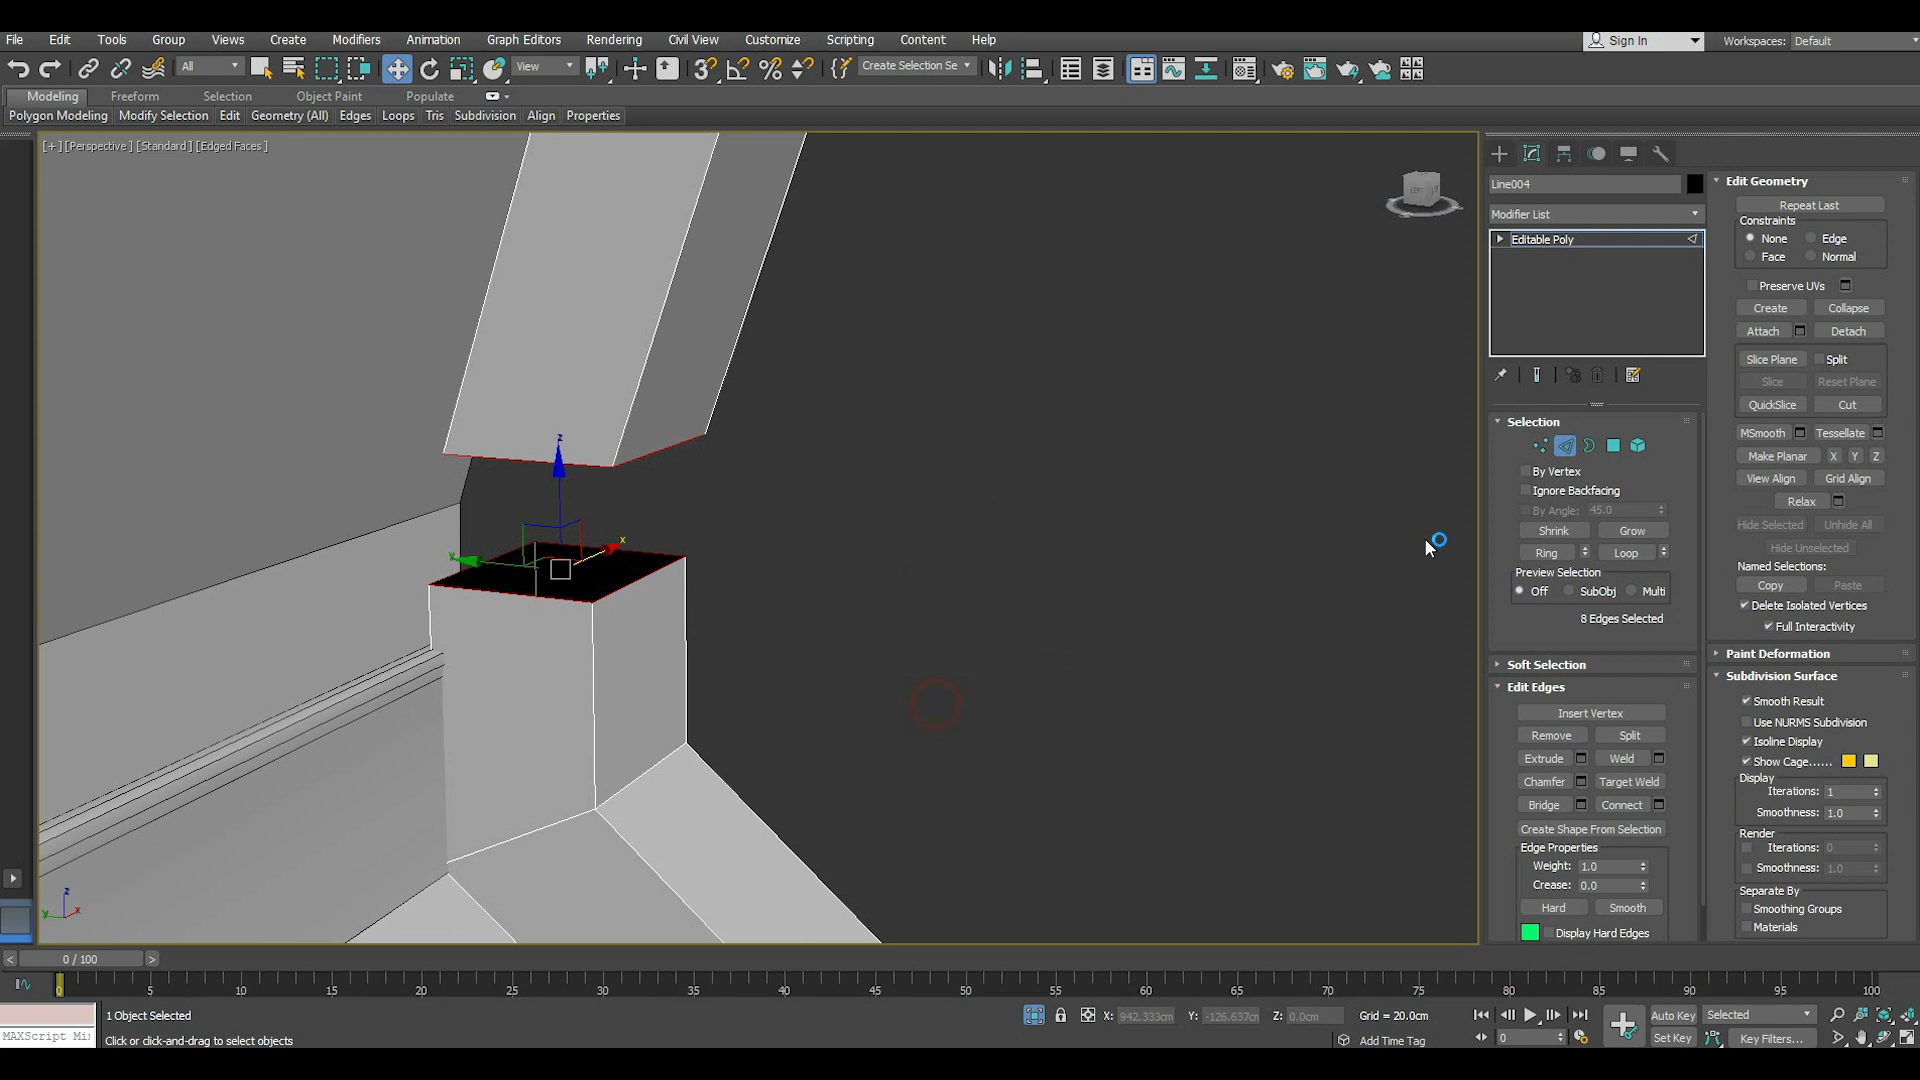 File Edit Tools Group Views Create Modifiers Animation Graph Editors Rendering Civil View Customize Scripting Content Help Sign In Workspaces: Default
All View Create Selection Se
Modeling Freeform Selection Object Paint Populate
Polygon Modeling Modify Selection Edit Geometry (All) Edges Loops Tris Subdivision Align Properties
[+] [Perspective] [Standard] [Edged Faces]
Line004
Modifier List
Editable Poly
Selection
By Vertex
Ignore Backfacing
By Angle: 45.0
Shrink Grow
Ring Loop
Preview Selection
Off SubObj Multi
8 Edges Selected
Soft Selection
Edit Edges
Insert Vertex
Remove Split
Extrude Weld
Chamfer Target Weld
Bridge Connect
Create Shape From Selection
Edge Properties
Weight: 1.0
Crease: 0.0
Hard Smooth
Display Hard Edges
Edit Geometry
Repeat Last
Constraints
None Edge
Face Normal
Preserve UVs
Create Collapse
Attach Detach
Slice Plane Split
Slice Reset Plane
QuickSlice Cut
MSmooth Tessellate
Make Planar X Y Z
View Align Grid Align
Relax
Hide Selected Unhide All
Hide Unselected
Named Selections:
Copy Paste
Delete Isolated Vertices
Full Interactivity
Paint Deformation
Subdivision Surface
Smooth Result
Use NURMS Subdivision
Isoline Display
Show Cage......
Display
Iterations: 1
Smoothness: 1.0
Render
Iterations: 0
Smoothness: 1.0
Separate By
Smoothing Groups
Materials
z
x
y
z
y x
< 0 / 100 >
0 5 10 15 20 25 30 35 40 45 50 55 60 65 70 75 80 85 90 95 100
1 Object Selected X: 942.333cm Y: -126.637cm Z: 0.0cm Grid = 20.0cm Auto Key Selected
MAXScript Mi Click or click-and-drag to select objects Add Time Tag 0 Set Key Key Filters...